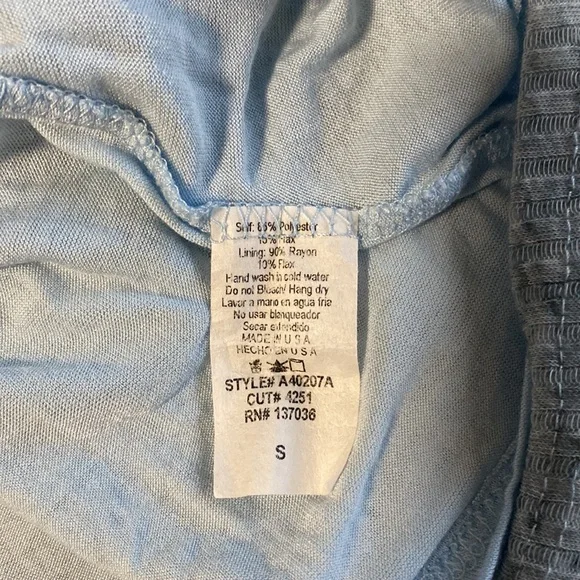 Self: 85% Polyester
15% Flax
Lining: 90% Rayon
10% Flax
Hand wash in cold water
Do not Bleach/ Hang dry
Lavar a mano en agua fria
No usar blanqueador
Secar extendido
MADE IN U S A
HECHO EN U S A
STYLE# A40207A
CUT# 4251
RN# 137036
S